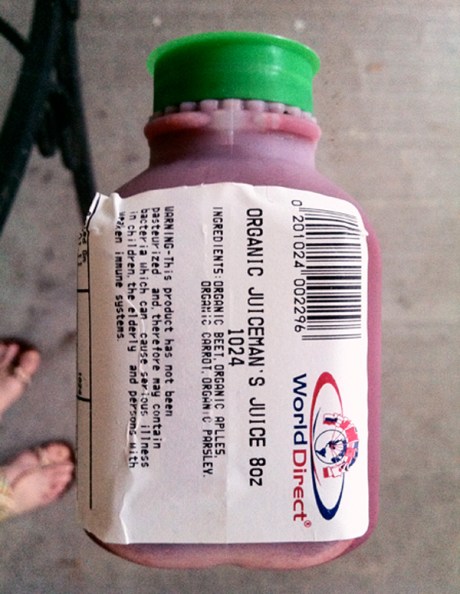 0 201024 002296
World Direct®
ORGANIC JUICEMAN'S JUICE 8OZ
1024
INGREDIENTS: ORGANIC BEET, ORGANIC APLLES,
ORGANIC CARROT, ORGANIC PARSLEY.
WARNING-This product has not been
pasteurized and therefore may contain
bacteria which can cause serious illness
in children, the elderly and persons with
weaken immune systems.